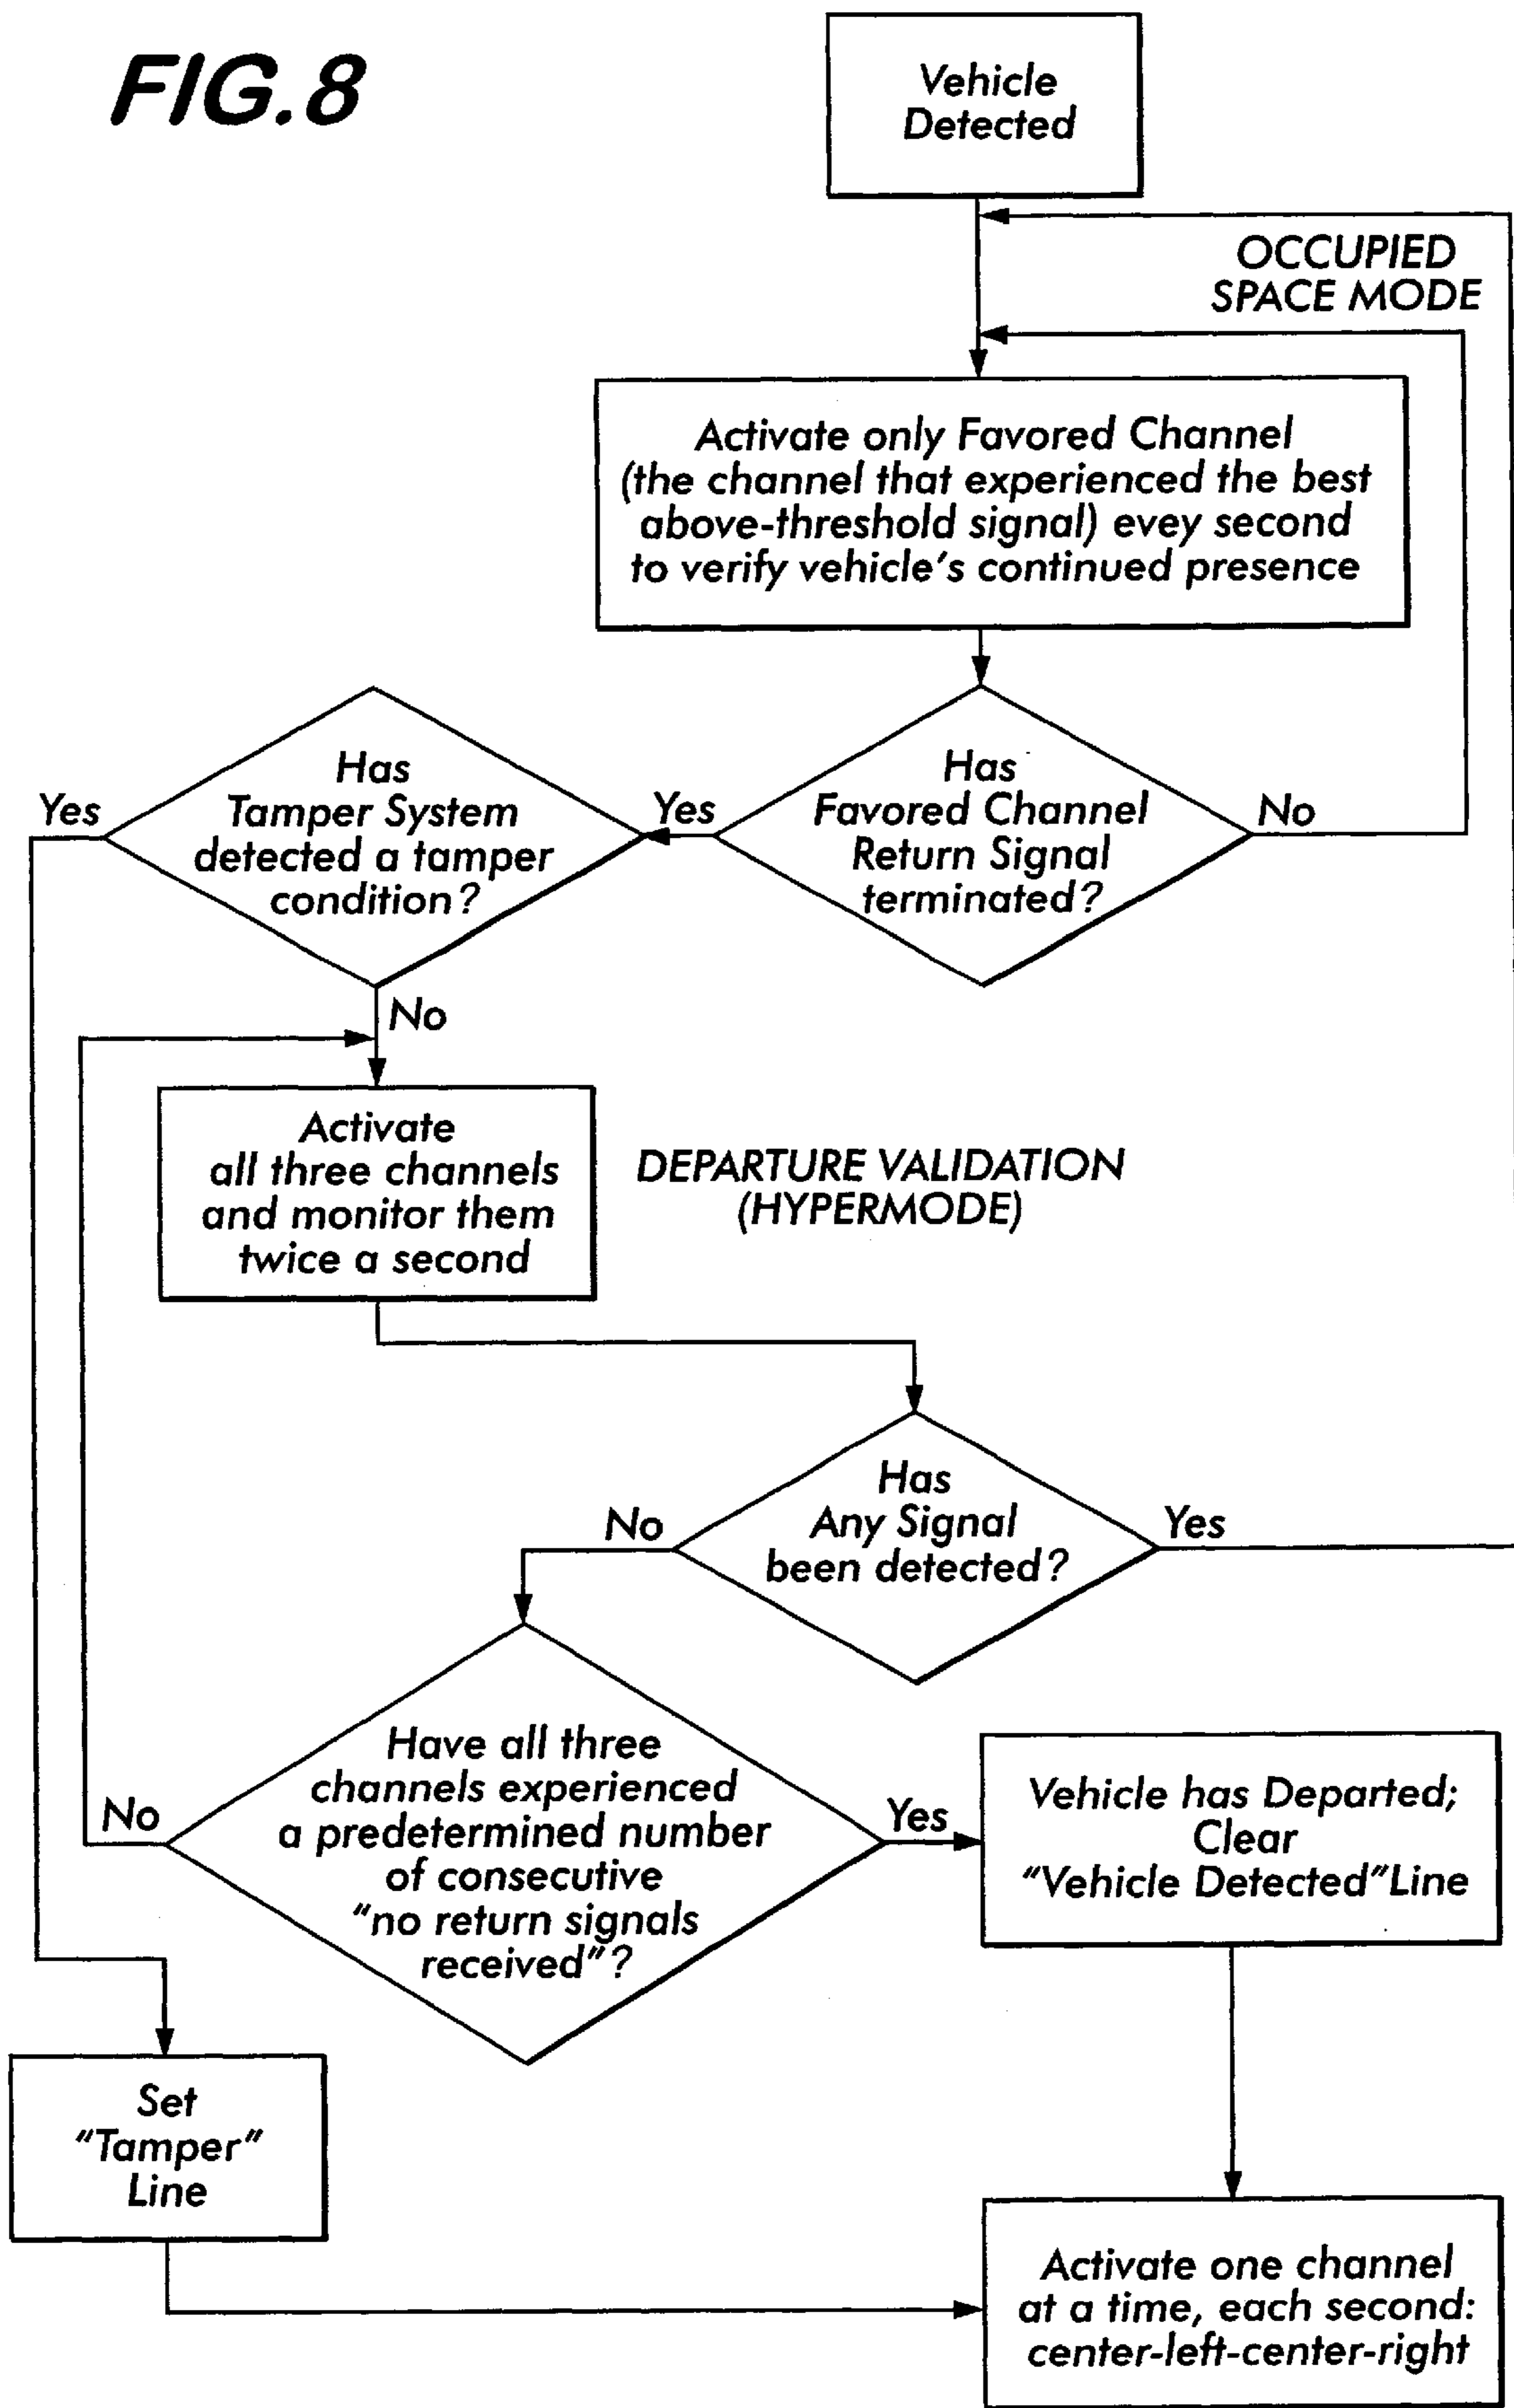 FIG.8
Vehicle
Detected
OCCUPIED
SPACE MODE
Activate only Favored Channel
(the channel that experienced the best
above-threshold signal) evey second
to verify vehicle's continued presence
Has
Favored Channel
Return Signal
terminated?
No
Yes
Has
Tamper System
detected a tamper
condition?
Yes
No
Activate
all three channels
and monitor them
twice a second
DEPARTURE VALIDATION
(HYPERMODE)
Has
Any Signal
been detected?
No
Yes
Have all three
channels experienced
a predetermined number
of consecutive
"no return signals
received"?
No
Yes
Vehicle has Departed;
Clear
"Vehicle Detected"Line
Set
"Tamper"
Line
Activate one channel
at a time, each second:
center-left-center-right